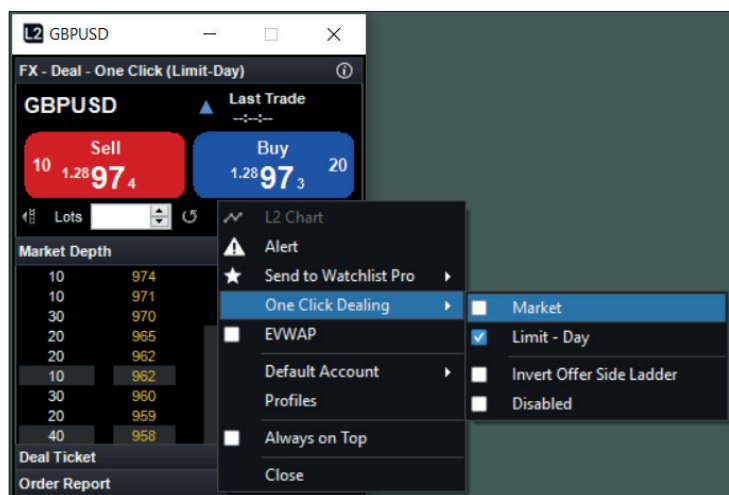 L2 GBPUSD
FX - Deal - One Click (Limit-Day)
GBPUSD
Last Trade
--:--:--
Sell
Buy
10 1.28974
1.28973 20
Lots
L2 Chart
Market Depth
Alert
Send to Watchlist Pro
One Click Dealing
Market
EVWAP
Limit - Day
Default Account
Invert Offer Side Ladder
Profiles
Disabled
Always on Top
Close
10 974
10 971
30 970
20 965
20 962
10 962
30 960
20 959
40 958
Deal Ticket
Order Report